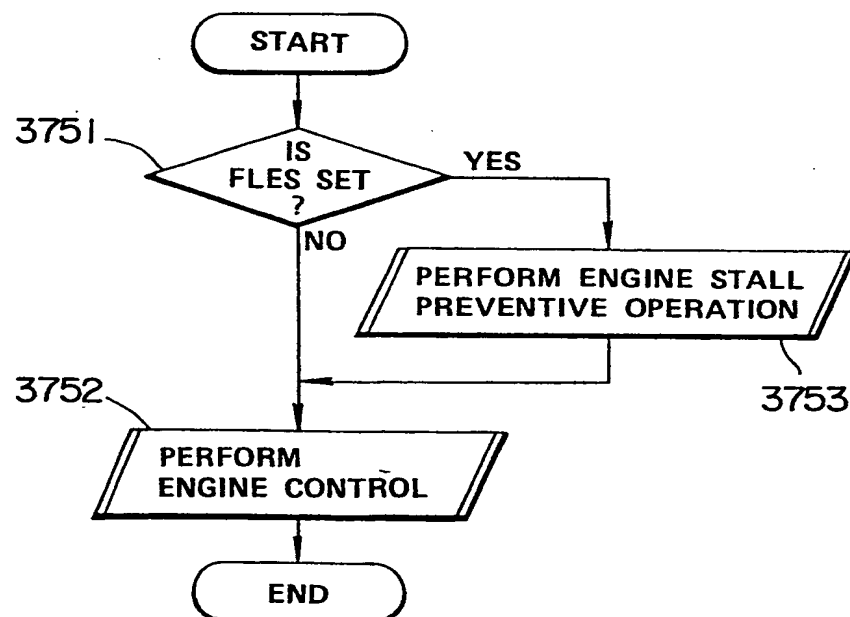 START
3751
IS
FLES SET
?
YES
NO
PERFORM ENGINE STALL
PREVENTIVE OPERATION
3753
3752
PERFORM
ENGINE CONTROL
END